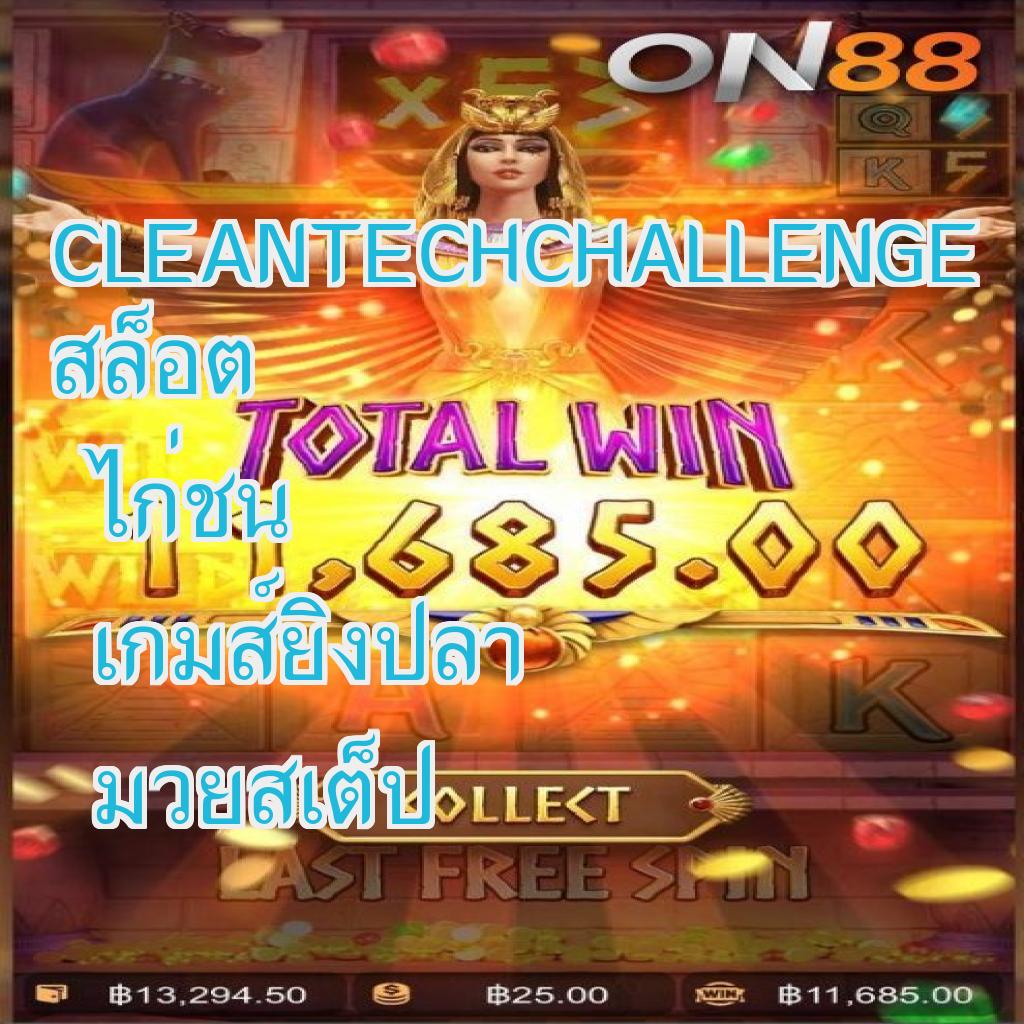 ON88
x53
Q
K
CLEANTECHCHALLENGE
สล็อต
TOTAL WIN
ไก่ชน
11,685.00
เกมส์ยิงปลา
A
K
มวยสเต็ป
COLLECT
LAST FREE SPIN
฿13,294.50 ฿25.00 WIN ฿11,685.00